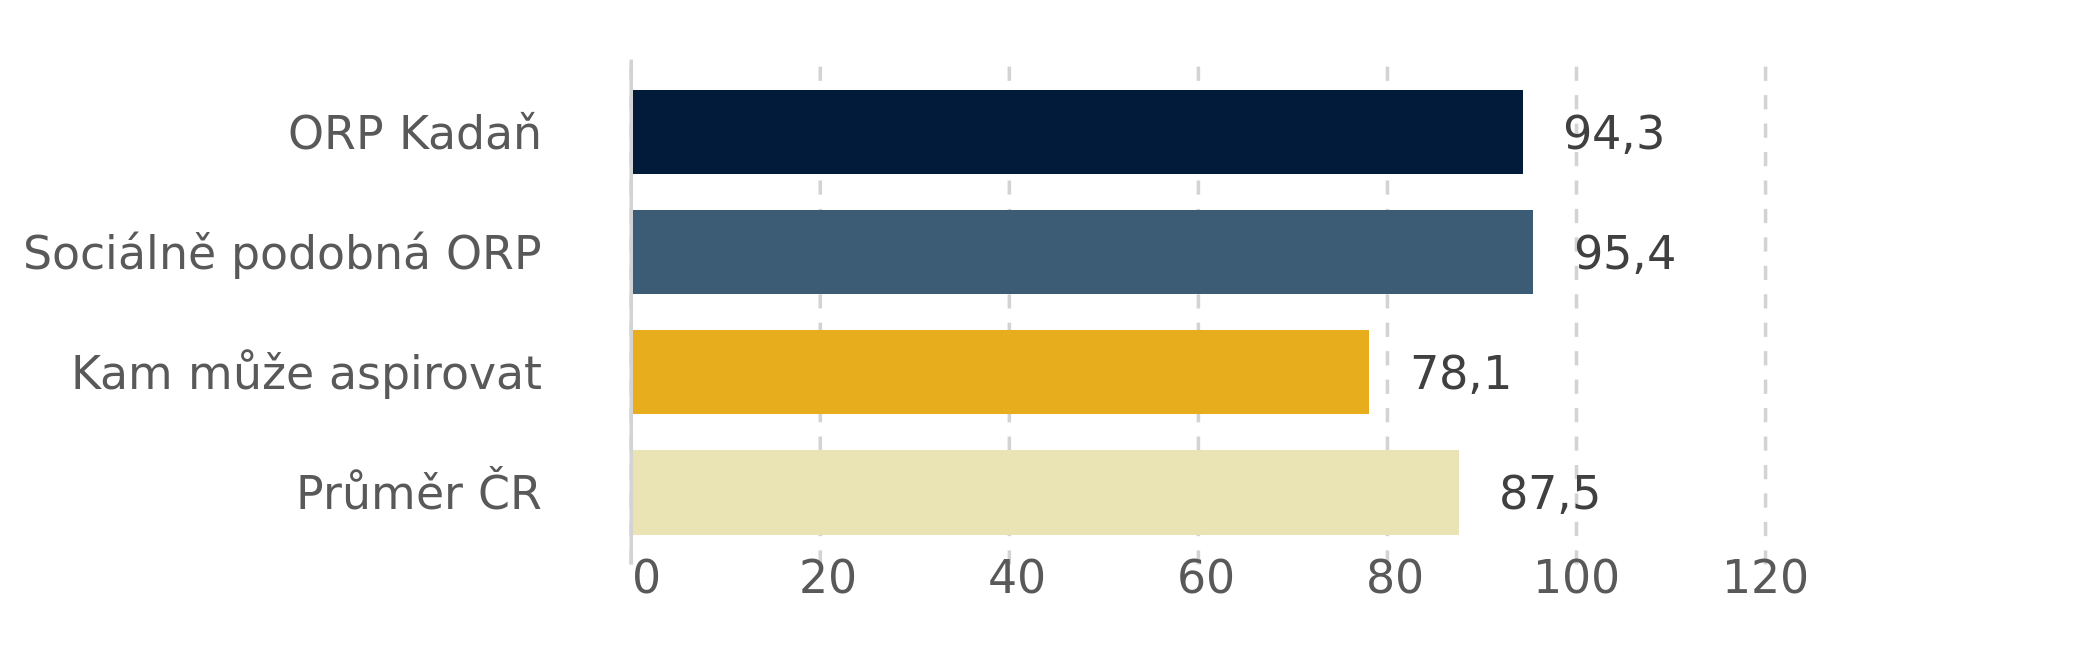 ORP Kadaň 94,3
Sociálně podobná ORP 95,4
Kam může aspirovat 78,1
Průměr ČR 87,5
0 20 40 60 80 100 120